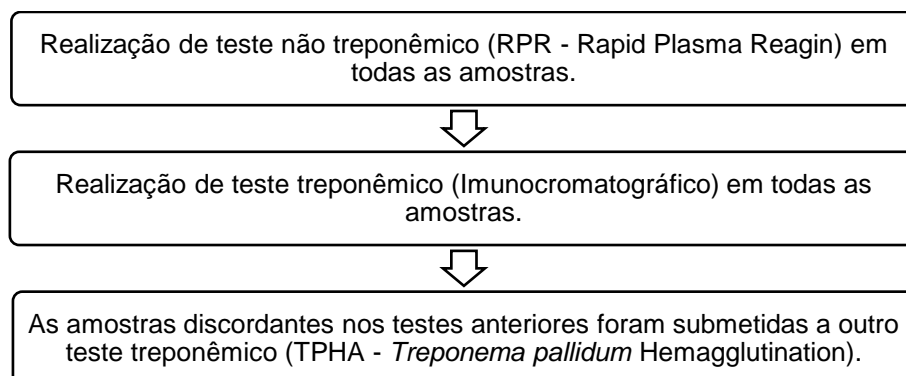 Realização de teste não treponêmico (RPR - Rapid Plasma Reagin) em
todas as amostras.
Realização de teste treponêmico (Imunocromatográfico) em todas as
amostras.
As amostras discordantes nos testes anteriores foram submetidas a outro
teste treponêmico (TPHA - Treponema pallidum Hemagglutination).